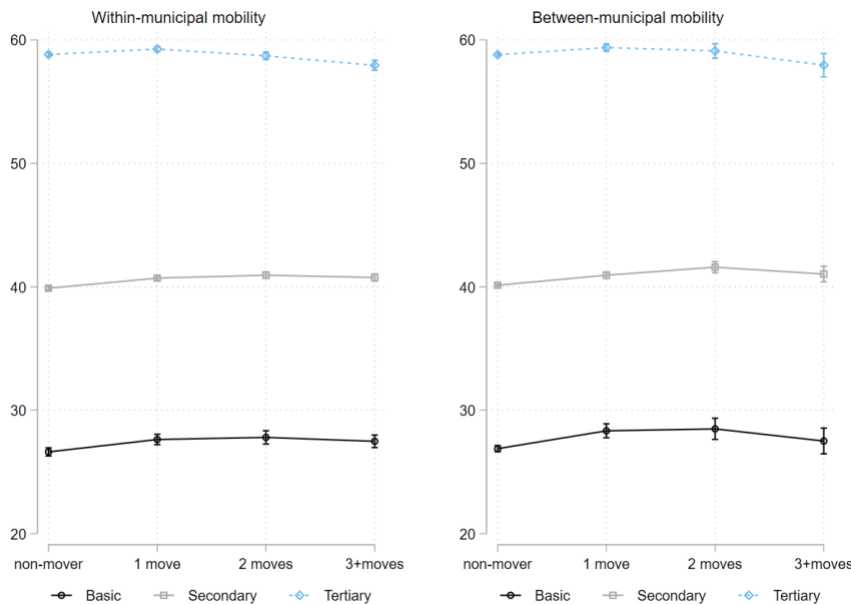 Within-municipal mobility
60
50
40
30
20
non-mover 1 move 2 moves 3+moves
Basic Secondary Tertiary
Between-municipal mobility
60
50
40
30
20
non-mover 1 move 2 moves 3+moves
Basic Secondary Tertiary